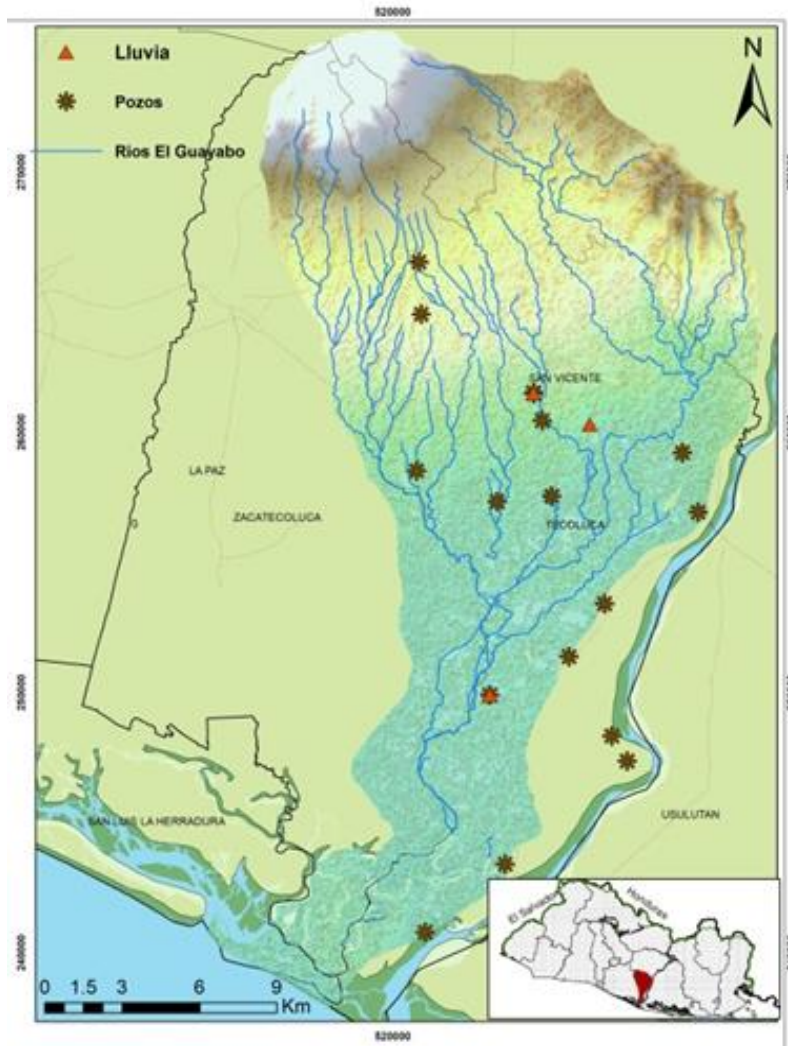 520000
Lluvia
Pozos
Rios El Guayabo
N
270000
SAN VICENTE
260000
LA PAZ
ZACATECOLUCA
TECOLUCA
250000
SAN LUIS LA HERRADURA
USULUTAN
240000
0 1.5 3 6 9
Km
El Salvador
Honduras
520000